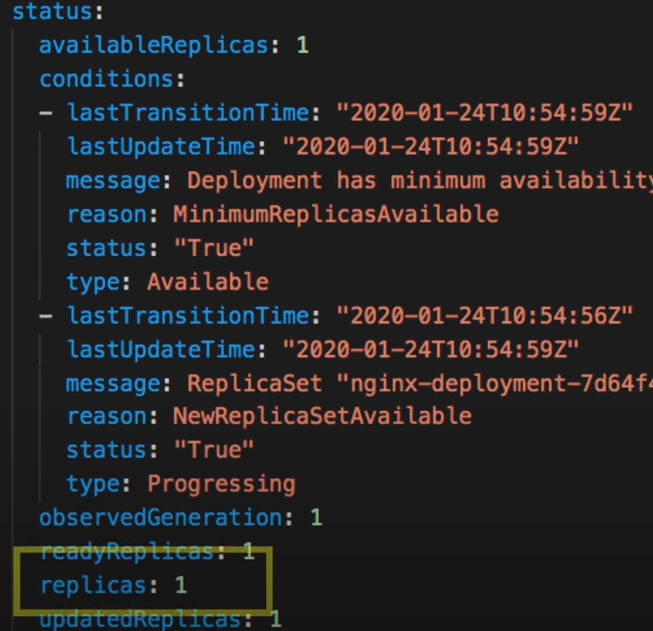 status:
availableReplicas: 1
conditions:
- lastTransitionTime: "2020-01-24T10:54:59Z"
lastUpdateTime: "2020-01-24T10:54:59Z"
message: Deployment has minimum availability
reason: MinimumReplicasAvailable
status: "True"
type: Available
- lastTransitionTime: "2020-01-24T10:54:56Z"
lastUpdateTime: "2020-01-24T10:54:59Z"
message: ReplicaSet "nginx-deployment-7d64f4
reason: NewReplicaSetAvailable
status: "True"
type: Progressing
observedGeneration: 1
readyReplicas: 1
replicas: 1
updatedReplicas: 1